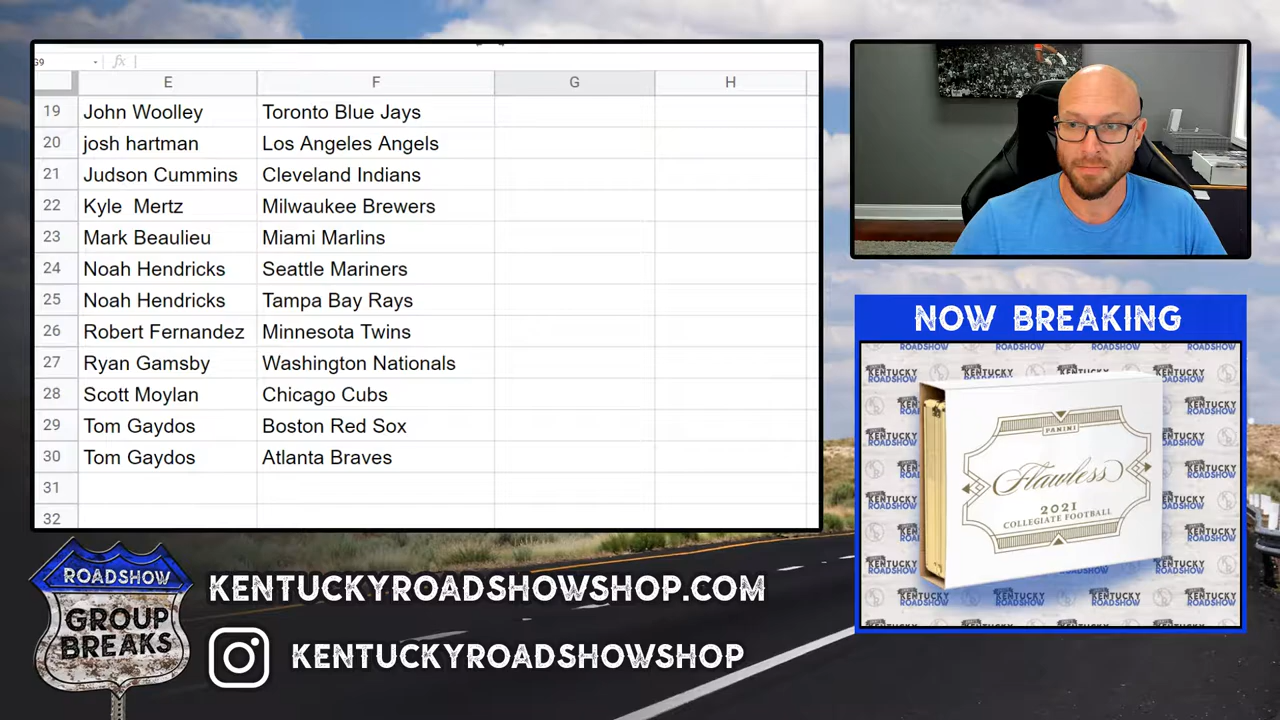 G9 fx
E F G H
19 John Woolley Toronto Blue Jays
20 josh hartman Los Angeles Angels
21 Judson Cummins Cleveland Indians
22 Kyle  Mertz Milwaukee Brewers
23 Mark Beaulieu Miami Marlins
24 Noah Hendricks Seattle Mariners
25 Noah Hendricks Tampa Bay Rays
26 Robert Fernandez Minnesota Twins
27 Ryan Gamsby Washington Nationals
28 Scott Moylan Chicago Cubs
29 Tom Gaydos Boston Red Sox
30 Tom Gaydos Atlanta Braves
31
32
NOW BREAKING
KENTUCKY ROADSHOW
PANINI
Flawless
2021
COLLEGIATE FOOTBALL
ROADSHOW
GROUP
BREAKS
KENTUCKYROADSHOWSHOP.COM
KENTUCKYROADSHOWSHOP